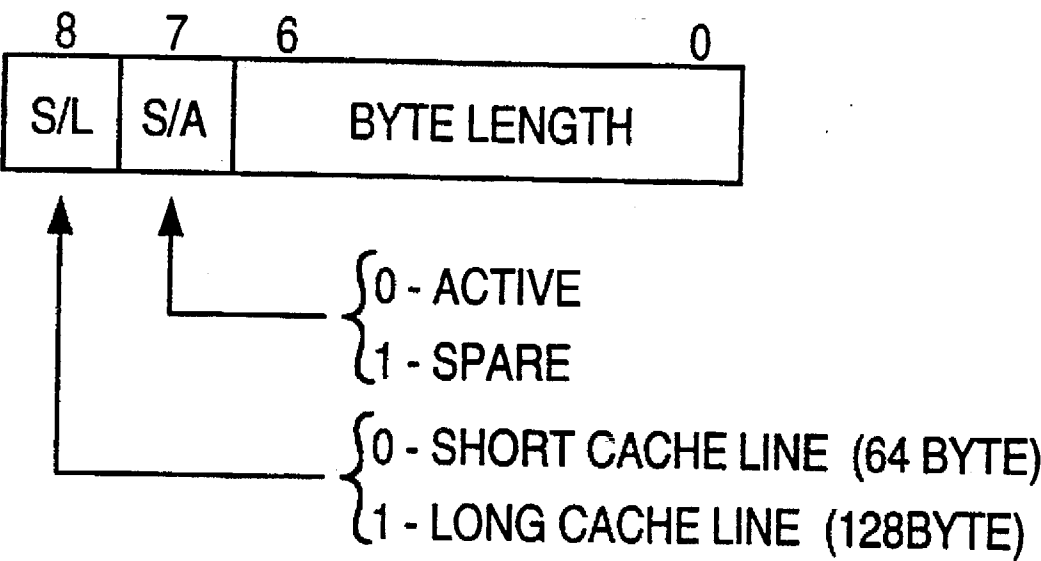 8 7 6 0
S/L S/A BYTE LENGTH
0 - ACTIVE
1 - SPARE
0 - SHORT CACHE LINE (64 BYTE)
1 - LONG CACHE LINE (128BYTE)